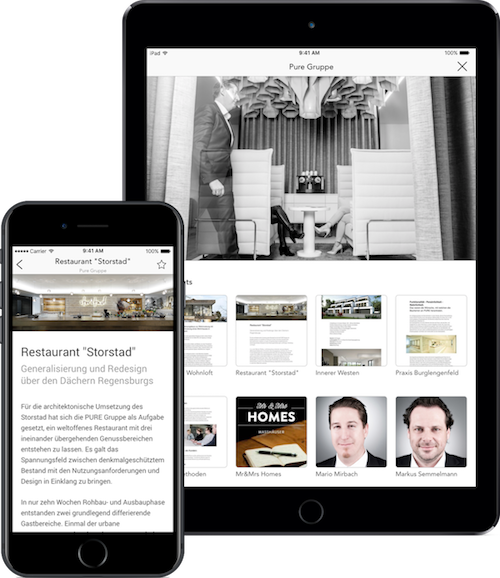 iPad
9:41 AM
100%
Pure Gruppe
ets
Wohnloft
Restaurant "Storstad"
Innerer Westen
Praxis Burglengenfeld
HOMES
ethoden
Mr&Mrs Homes
Mario Mirbach
Markus Semmelmann
Carrier
9:41 AM
100%
Restaurant "Storstad"
Pure Gruppe
storstad
Restaurant "Storstad"
Generalisierung und Redesign
über den Dächern Regensburgs
Für die architektonische Umsetzung des
Storstad hat sich die PURE Gruppe als Aufgabe
gesetzt, ein weltoffenes Restaurant mit drei
ineinander übergehenden Genussbereichen
entstehen zu lassen. Es galt das
Spannungsfeld zwischen denkmalgeschütztem
Bestand mit den Nutzungsanforderungen und
Design in Einklang zu bringen.
In nur zehn Wochen Rohbau- und Ausbauphase
entstanden zwei grundlegend differierende
Gastbereiche. Einmal der urbane